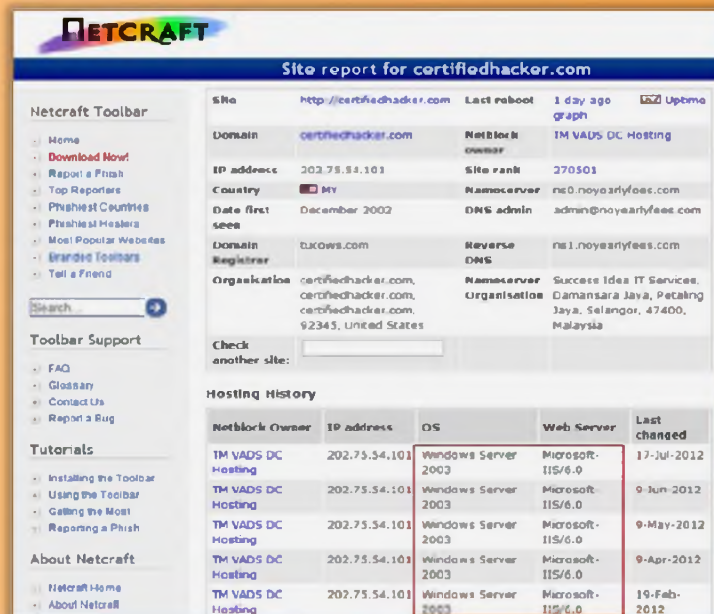 NETCRAFT
Site report for certifiedhacker.com
Netcraft Toolbar
Home
Download Now!
Report a Phish
Top Reporters
Phishiest Countries
Phishiest Hosters
Most Popular Websites
Branded Toolbars
Tell a Friend
Search
Toolbar Support
FAQ
Glossary
Contact Us
Report a Bug
Tutorials
Installing the Toolbar
Using the Toolbar
Getting the Most
Reporting a Phish
About Netcraft
Netcraft Home
About Netcraft
Site http://certifiedhacker.com Last reboot 1 day ago Uptime
graph
Domain certifiedhacker.com Netblock TM VADS DC Hosting
owner
IP address 202.75.54.101 Site rank 270501
Country MY Nameserver ns0.noyearlyfees.com
Date first December 2002 DNS admin admin@noyearlyfees.com
seen
Domain tucows.com Reverse ns1.noyearlyfees.com
Registrar DNS
Organisation certifiedhacker.com, Nameserver Success Idea IT Services,
certifiedhacker.com, Organisation Damansara Jaya, Petaling
certifiedhacker.com, Jaya, Selangor, 47400,
92345, United States Malaysia
Check
another site:
Hosting History
Netblock Owner IP address OS Web Server Last
changed
TM VADS DC 202.75.54.101 Windows Server Microsoft- 17-Jul-2012
Hosting 2003 IIS/6.0
TM VADS DC 202.75.54.101 Windows Server Microsoft- 9-Jun-2012
Hosting 2003 IIS/6.0
TM VADS DC 202.75.54.101 Windows Server Microsoft- 9-May-2012
Hosting 2003 IIS/6.0
TM VADS DC 202.75.54.101 Windows Server Microsoft- 9-Apr-2012
Hosting 2003 IIS/6.0
TM VADS DC 202.75.54.101 Windows Server Microsoft- 19-Feb-
Hosting 2003 IIS/6.0 2012